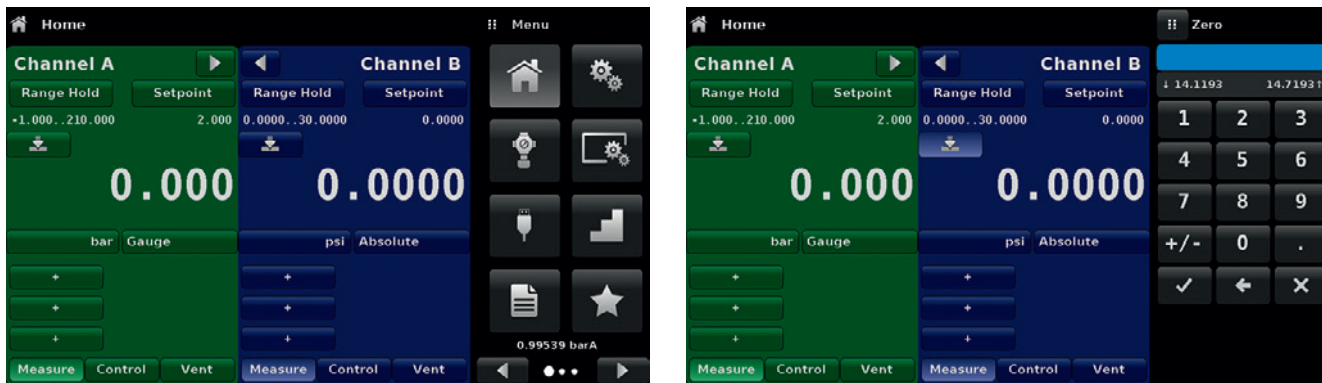 Home
Menu
Channel A
Channel B
Range Hold Setpoint
Range Hold Setpoint
-1.000..210.000 2.000
0.0000..30.0000 0.0000
0.000
0.0000
bar Gauge
psi Absolute
+
+
+
+
+
+
0.99539 barA
Measure Control Vent
Measure Control Vent
Home
Zero
Channel A
Channel B
Range Hold Setpoint
Range Hold Setpoint
↓ 14.1193 14.7193↑
-1.000..210.000 2.000
0.0000..30.0000 0.0000
0.000
0.0000
bar Gauge
psi Absolute
+
+
+
+
+
+
Measure Control Vent
Measure Control Vent
1 2 3
4 5 6
7 8 9
+/- 0 .